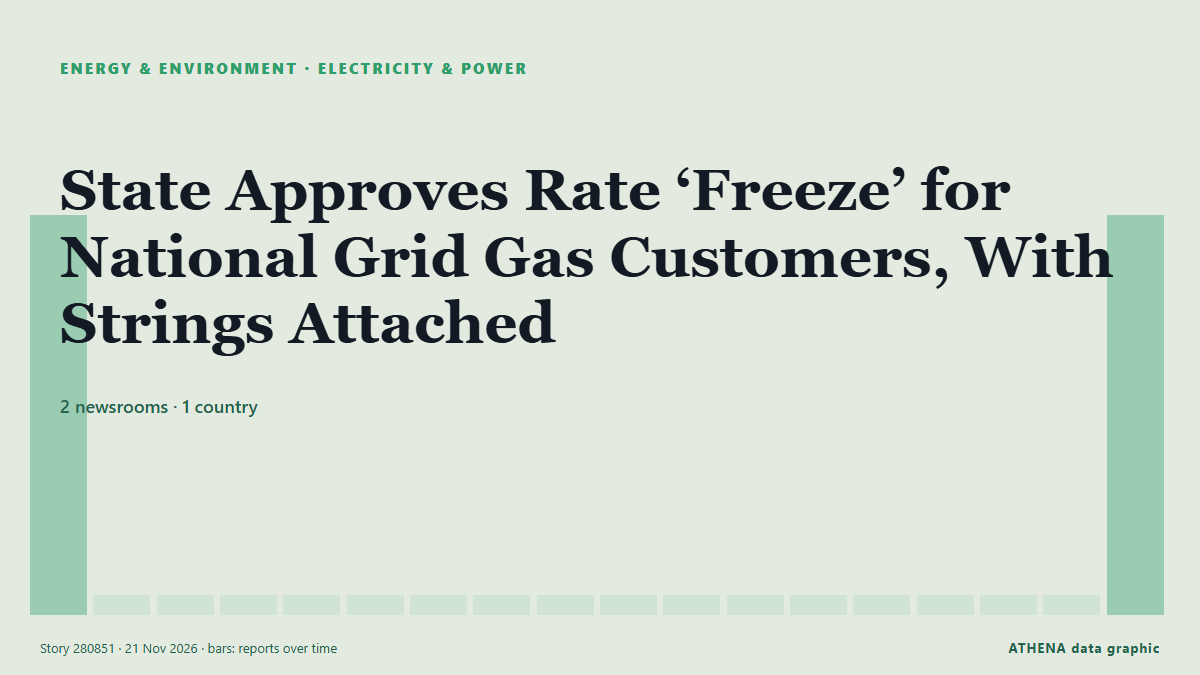 ENERGY & ENVIRONMENT · ELECTRICITY & POWER
State Approves Rate ‘Freeze’ for
National Grid Gas Customers, With
Strings Attached
2 newsrooms · 1 country
Story 280851 · 21 Nov 2026 · bars: reports over time
ATHENA data graphic